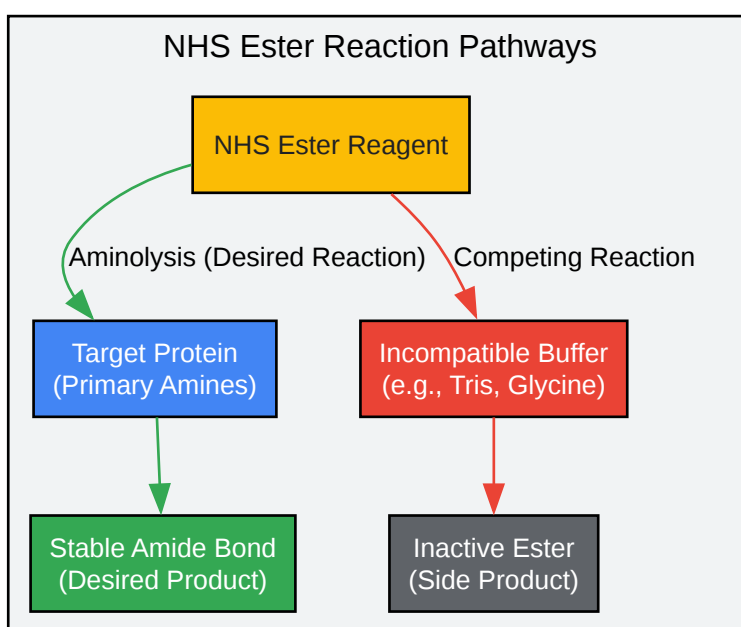 NHS Ester Reaction Pathways
NHS Ester Reagent
Aminolysis (Desired Reaction)
Competing Reaction
Target Protein
(Primary Amines)
Incompatible Buffer
(e.g., Tris, Glycine)
Stable Amide Bond
(Desired Product)
Inactive Ester
(Side Product)